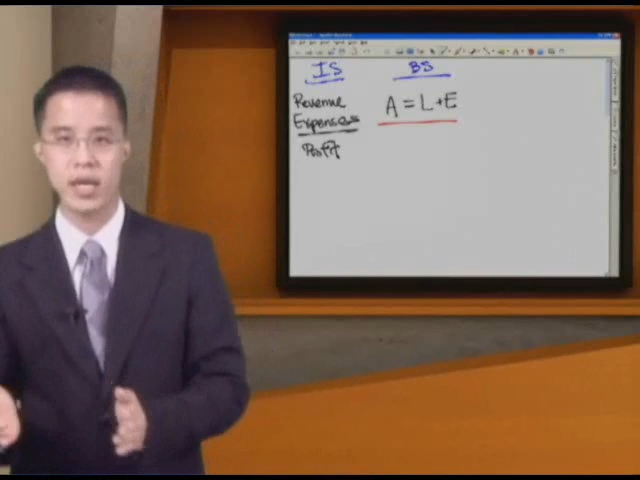 IS
BS
Revenue
Expenses
Profit
A = L + E